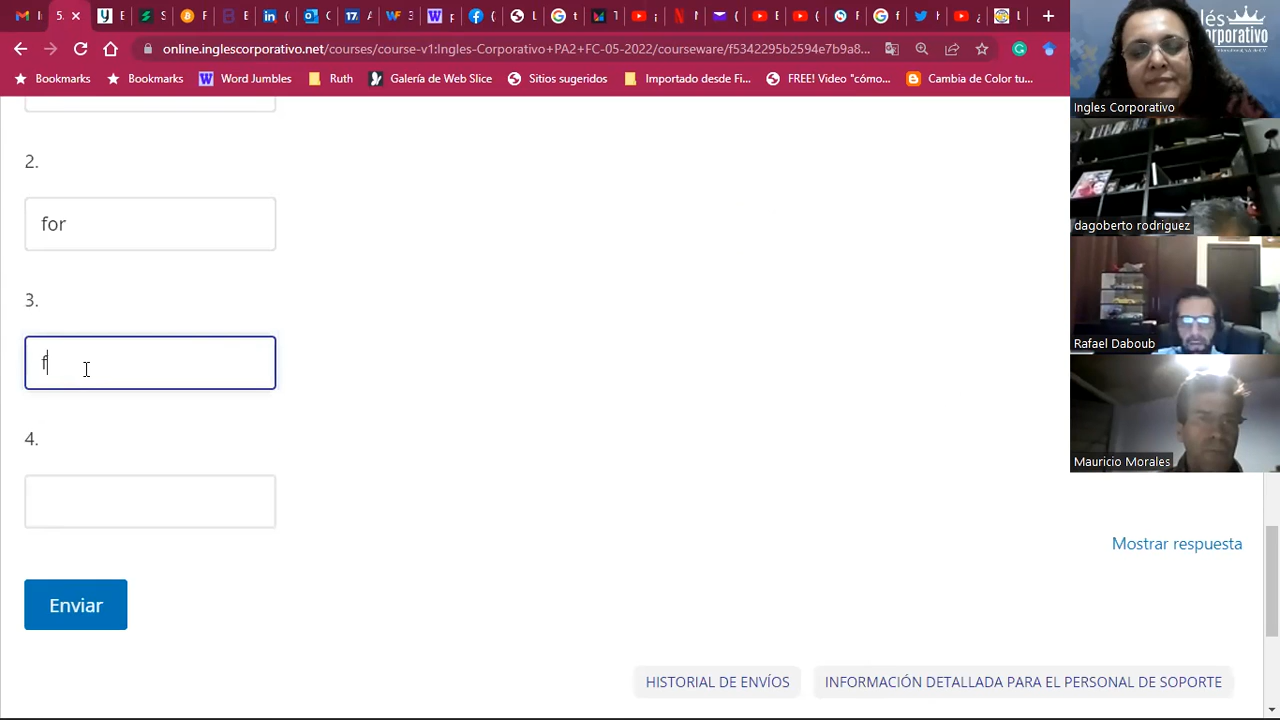 5.
online.inglescorporativo.net/courses/course-v1:Ingles-Corporativo+PA2+FC-05-2022/courseware/f5342295b2594e7b9a8...
Bookmarks Bookmarks Word Jumbles Ruth Galería de Web Slice Sitios sugeridos Importado desde Fi... FREE! Video "cómo... Cambia de Color tu...
lés
corporativo
Ingles Corporativo
dagoberto rodriguez
Rafael Daboub
Mauricio Morales
2.
for
3.
f
4.
Mostrar respuesta
Enviar
HISTORIAL DE ENVÍOS
INFORMACIÓN DETALLADA PARA EL PERSONAL DE SOPORTE